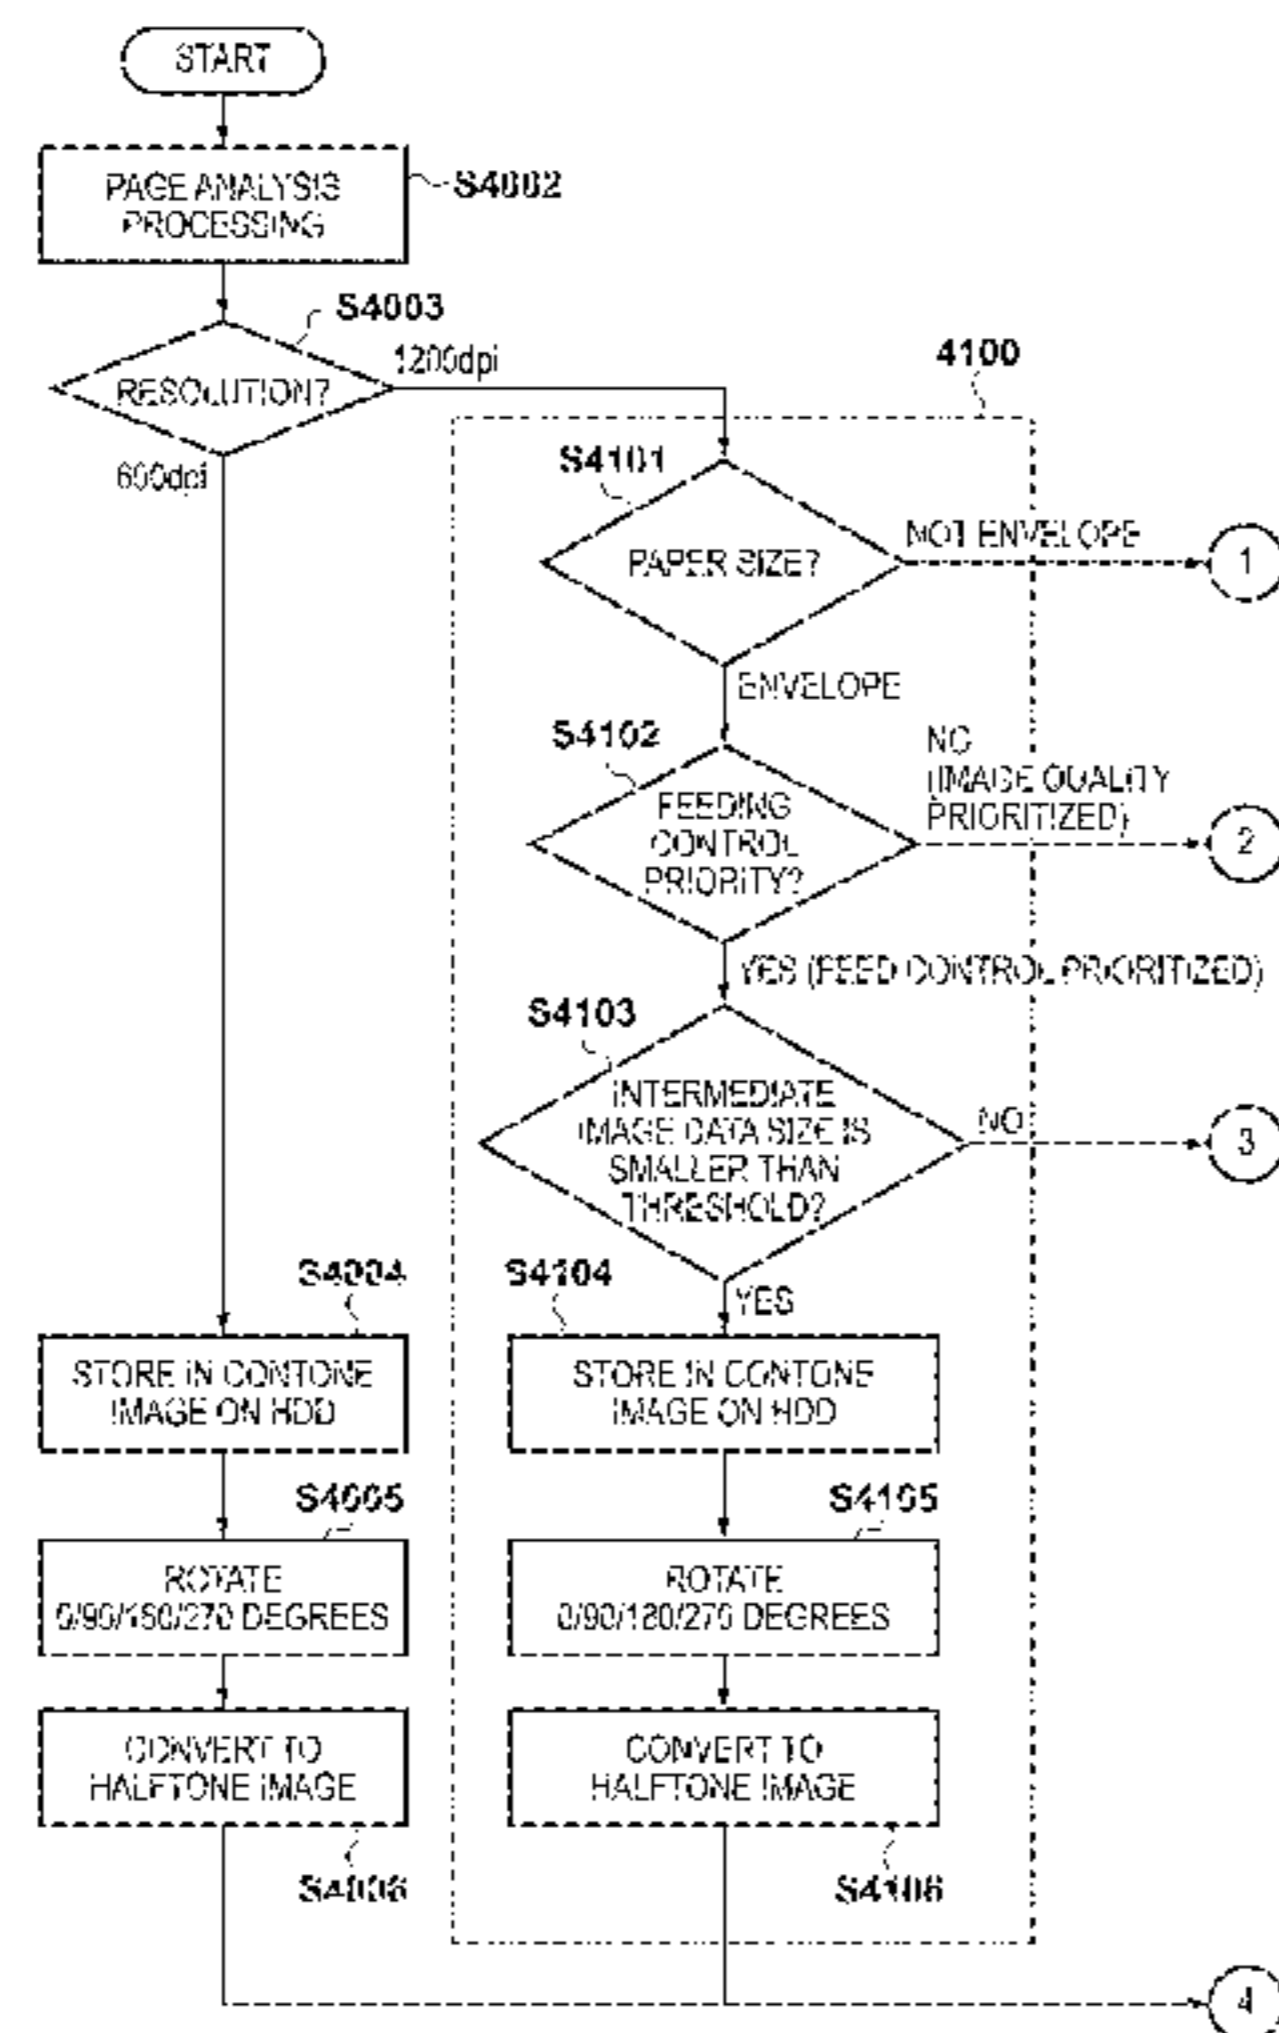 START
PAGE ANALYSIS
PROCESSING
S4002
S4003
RESOLUTION?
1200dpi
600dpi
4100
S4101
PAPER SIZE?
NOT ENVELOPE
1
ENVELOPE
S4102
FEEDING
CONTROL
PRIORITY?
NO
(IMAGE QUALITY
PRIORITIZED)
2
YES (FEED CONTROL PRIORITIZED)
S4103
INTERMEDIATE
IMAGE DATA SIZE IS
SMALLER THAN
THRESHOLD?
NO
3
YES
S4004
STORE IN CONTONE
IMAGE ON HDD
S4104
STORE IN CONTONE
IMAGE ON HDD
S4005
ROTATE
0/90/180/270 DEGREES
S4105
ROTATE
0/90/180/270 DEGREES
CONVERT TO
HALFTONE IMAGE
S4006
CONVERT TO
HALFTONE IMAGE
S4106
4